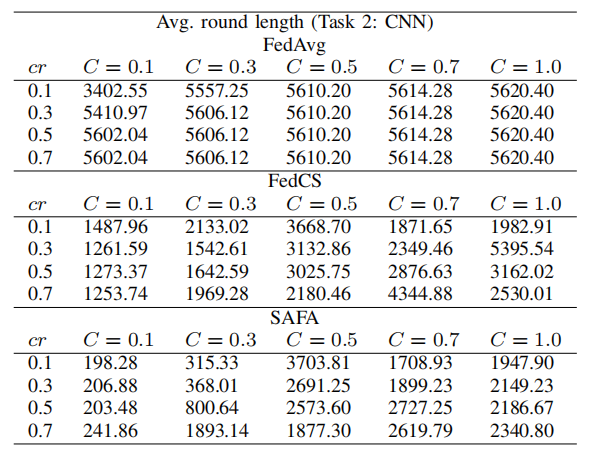 Avg. round length (Task 2: CNN)
FedAvg
cr C = 0.1 C = 0.3 C = 0.5 C = 0.7 C = 1.0
0.1 3402.55 5557.25 5610.20 5614.28 5620.40
0.3 5410.97 5606.12 5610.20 5614.28 5620.40
0.5 5602.04 5606.12 5610.20 5614.28 5620.40
0.7 5602.04 5606.12 5610.20 5614.28 5620.40
FedCS
cr C = 0.1 C = 0.3 C = 0.5 C = 0.7 C = 1.0
0.1 1487.96 2133.02 3668.70 1871.65 1982.91
0.3 1261.59 1542.61 3132.86 2349.46 5395.54
0.5 1273.37 1642.59 3025.75 2876.63 3162.02
0.7 1253.74 1969.28 2180.46 4344.88 2530.01
SAFA
cr C = 0.1 C = 0.3 C = 0.5 C = 0.7 C = 1.0
0.1 198.28 315.33 3703.81 1708.93 1947.90
0.3 206.88 368.01 2691.25 1899.23 2149.23
0.5 203.48 800.64 2573.60 2727.25 2186.67
0.7 241.86 1893.14 1877.30 2619.79 2340.80